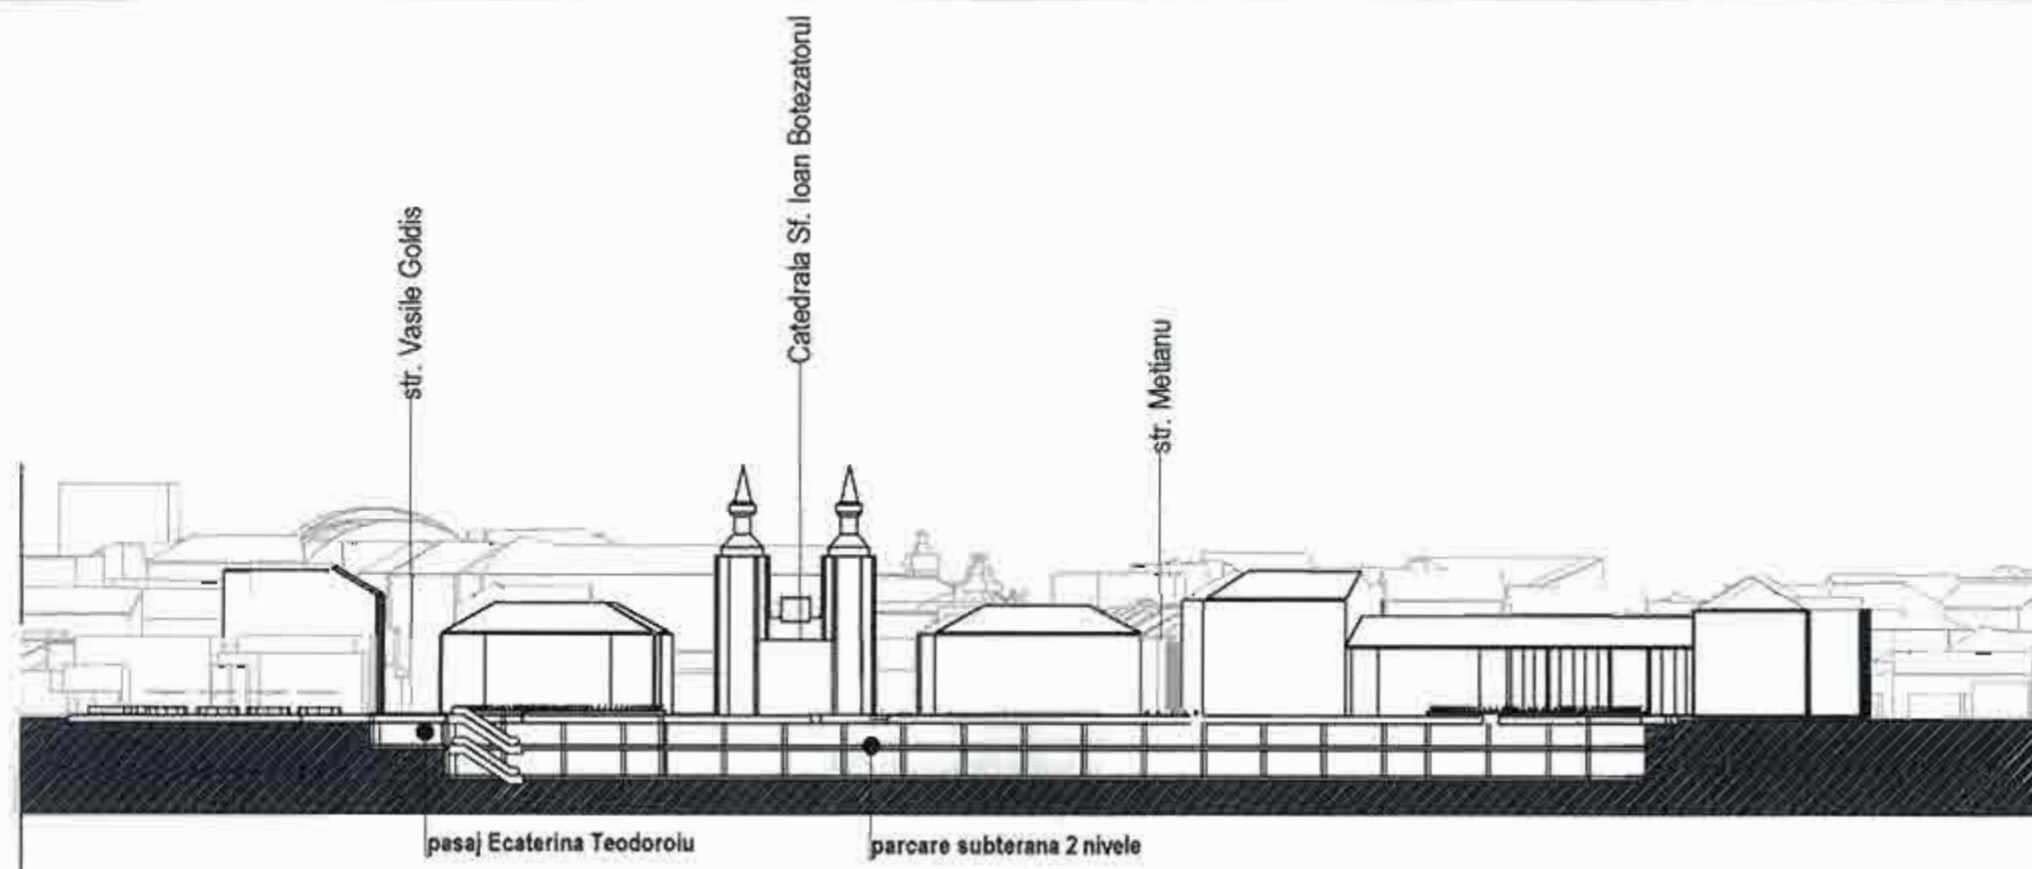 str. Vasile Goldis
Catedrala Sf. Ioan Botezatorul
str. Metianu
pasaj Ecaterina Teodoroiu
parcare subterana 2 nivele